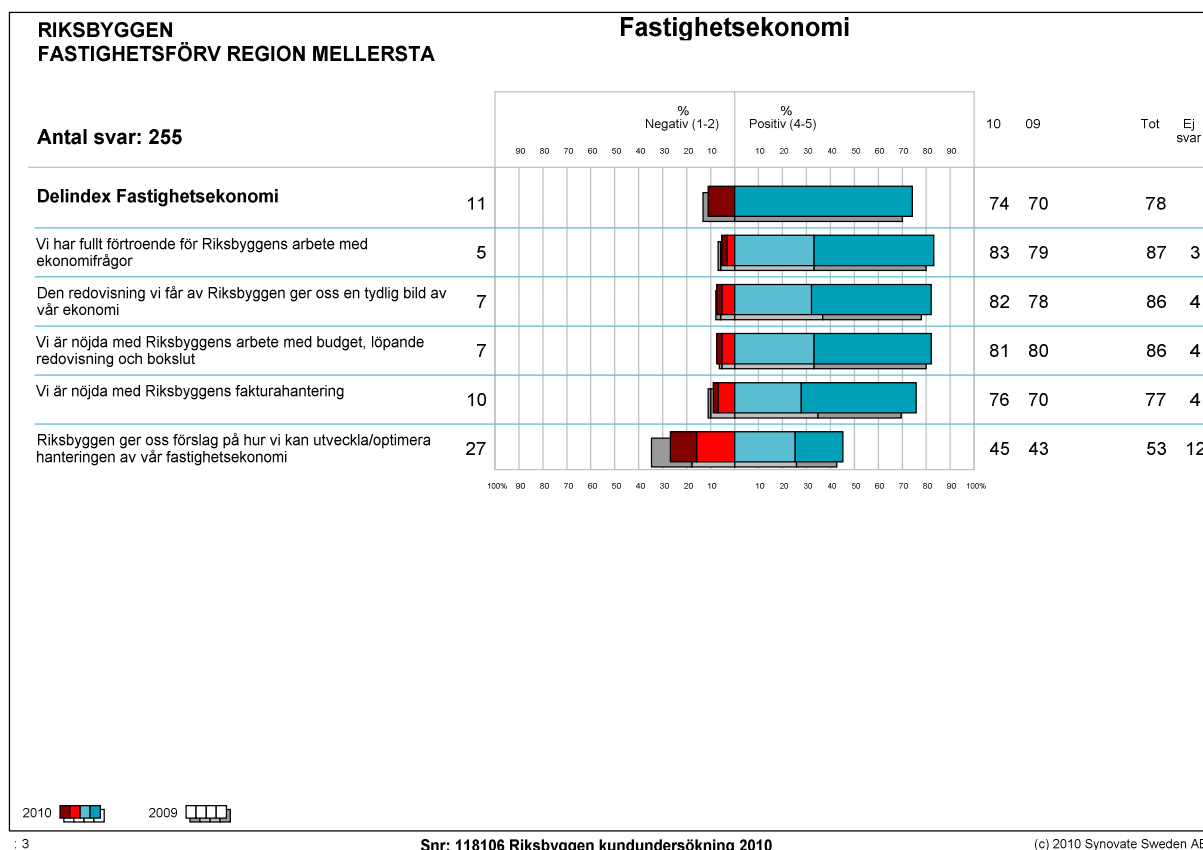 RIKSBYGGEN
FASTIGHETSFÖRV REGION MELLERSTA
Fastighetsekonomi
Antal svar: 255
% Negativ (1-2)
% Positiv (4-5)
10 09 Tot Ej svar
90 80 70 60 50 40 30 20 10 10 20 30 40 50 60 70 80 90
Delindex Fastighetsekonomi 11 74 70 78
Vi har fullt förtroende för Riksbyggens arbete med
ekonomifrågor 5 83 79 87 3
Den redovisning vi får av Riksbyggen ger oss en tydlig bild av
vår ekonomi 7 82 78 86 4
Vi är nöjda med Riksbyggens arbete med budget, löpande
redovisning och bokslut 7 81 80 86 4
Vi är nöjda med Riksbyggens fakturahantering 10 76 70 77 4
Riksbyggen ger oss förslag på hur vi kan utveckla/optimera
hanteringen av vår fastighetsekonomi 27 45 43 53 12
100% 90 80 70 60 50 40 30 20 10 10 20 30 40 50 60 70 80 90 100%
2010 2009
: 3 Snr: 118106 Riksbyggen kundundersökning 2010 (c) 2010 Synovate Sweden AB